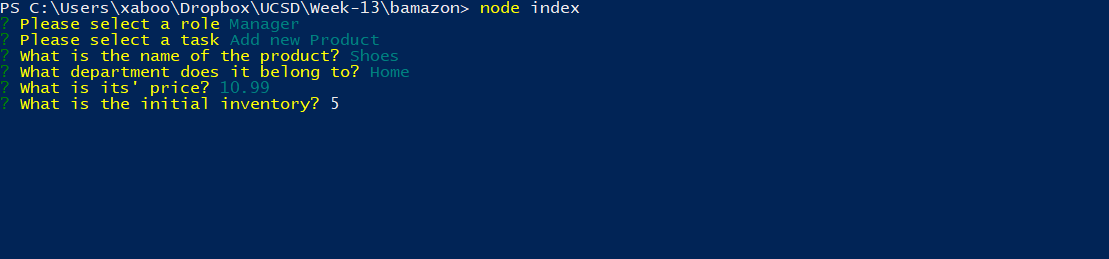 PS C:\Users\xaboo\Dropbox\UCSD\Week-13\bamazon> node index
? Please select a role Manager
? Please select a task Add new Product
? What is the name of the product? Shoes
? What department does it belong to? Home
? What is its' price? 10.99
? What is the initial inventory? 5